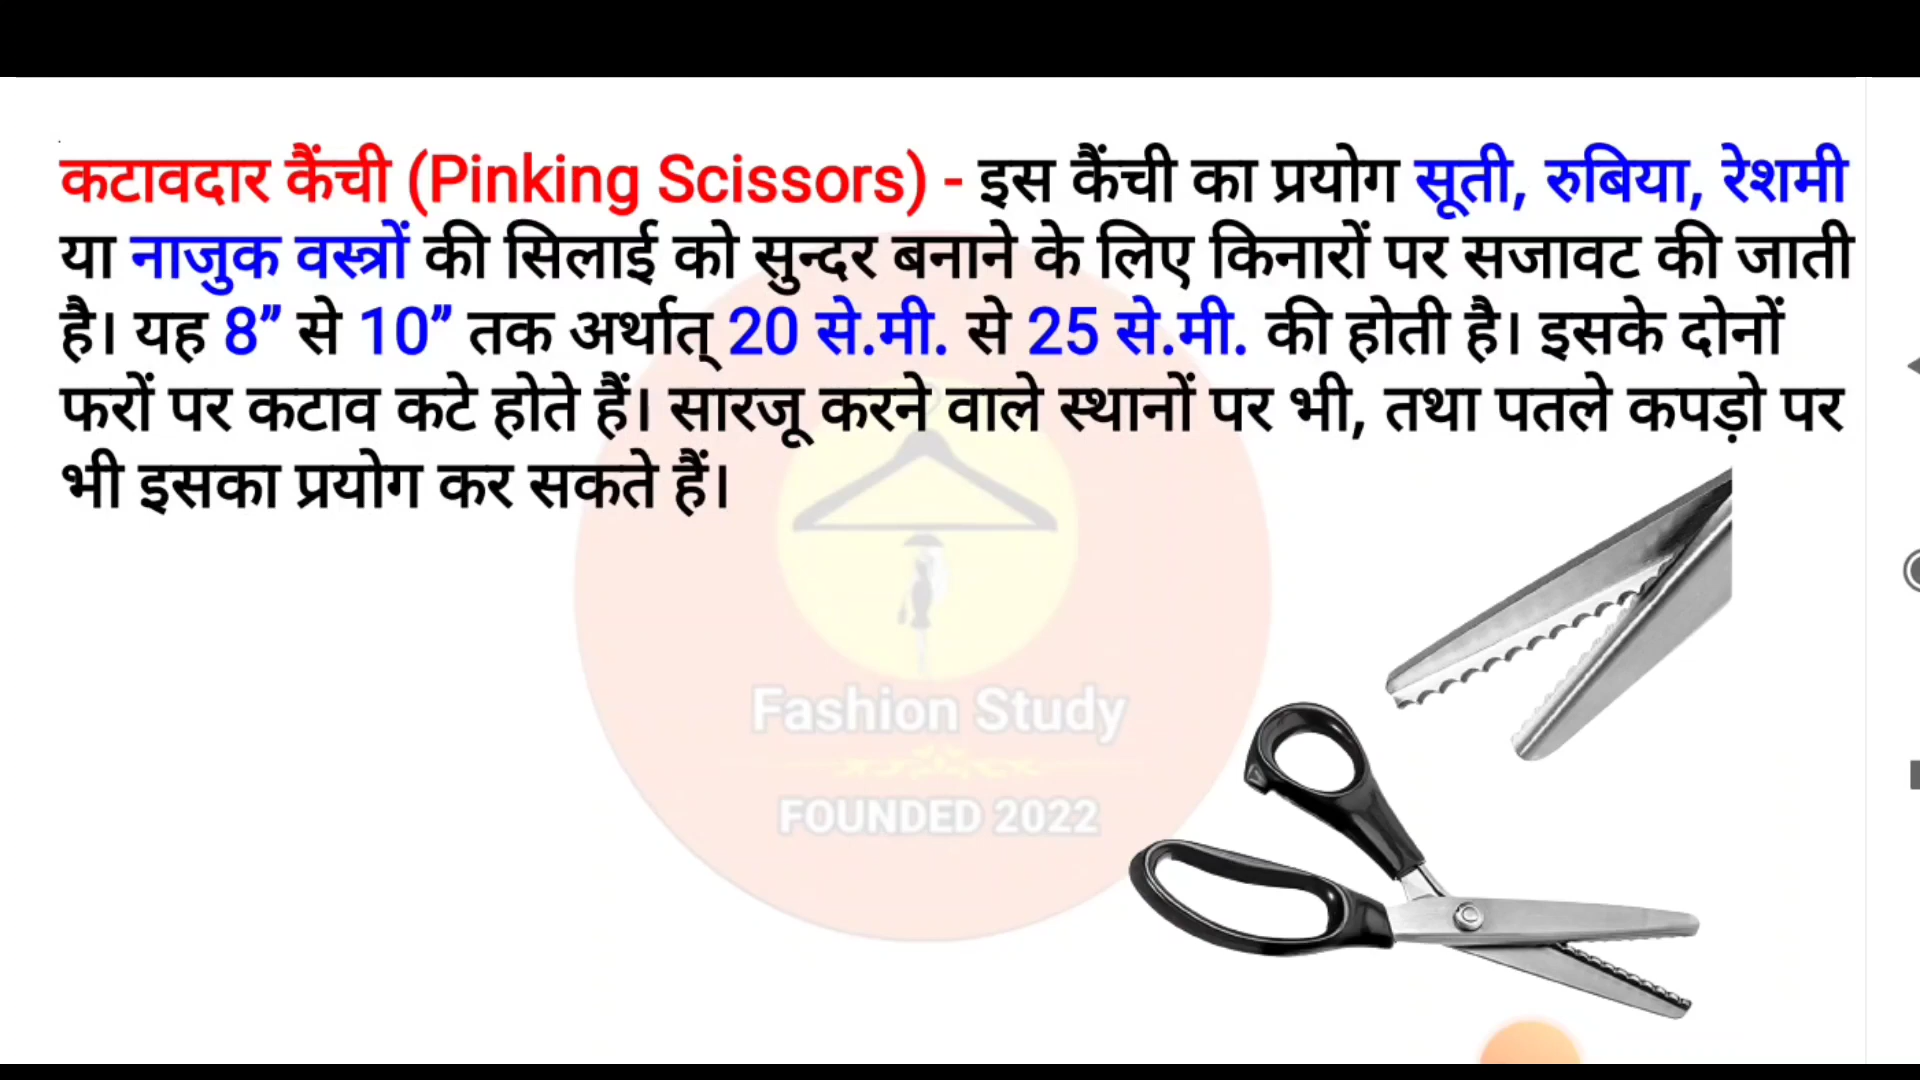 कटावदार कैंची (Pinking Scissors) - इस कैंची का प्रयोग सूती, रुबिया, रेशमी
या नाजुक वस्त्रों की सिलाई को सुन्दर बनाने के लिए किनारों पर सजावट की जाती
है। यह 8” से 10” तक अर्थात् 20 से.मी. से 25 से.मी. की होती है। इसके दोनों
फरों पर कटाव कटे होते हैं। सारजू करने वाले स्थानों पर भी, तथा पतले कपड़ो पर
भी इसका प्रयोग कर सकते हैं।
Fashion Study
FOUNDED 2022